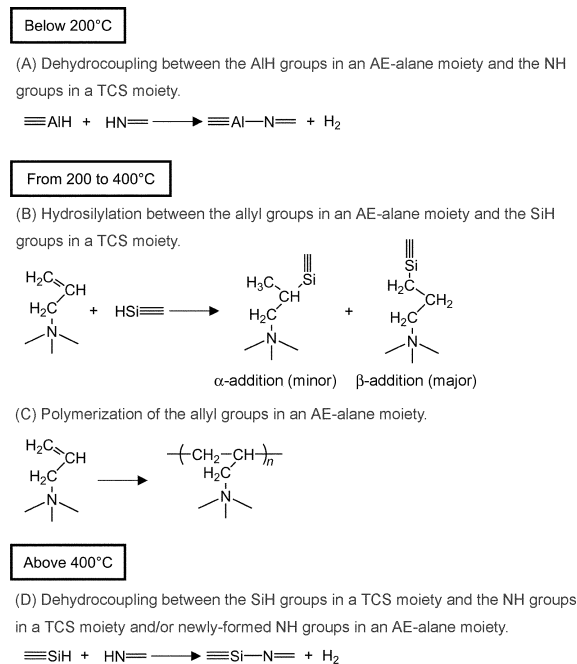 Below 200°C
(A) Dehydrocoupling between the AlH groups in an AE-alane moiety and the NH
groups in a TCS moiety.
≡AlH + HN= → ≡Al—N= + H2
From 200 to 400°C
(B) Hydrosilylation between the allyl groups in an AE-alane moiety and the SiH
groups in a TCS moiety.
H2C
CH
H2C
N
+ HSi≡ →
Si
H3C
CH
H2C
N
+
Si
H2C
CH2
H2C
N
α-addition (minor) β-addition (major)
(C) Polymerization of the allyl groups in an AE-alane moiety.
H2C
CH
H2C
N
→
(CH2—CH)n
H2C
N
Above 400°C
(D) Dehydrocoupling between the SiH groups in a TCS moiety and the NH groups
in a TCS moiety and/or newly-formed NH groups in an AE-alane moiety.
≡SiH + HN= → ≡Si—N= + H2